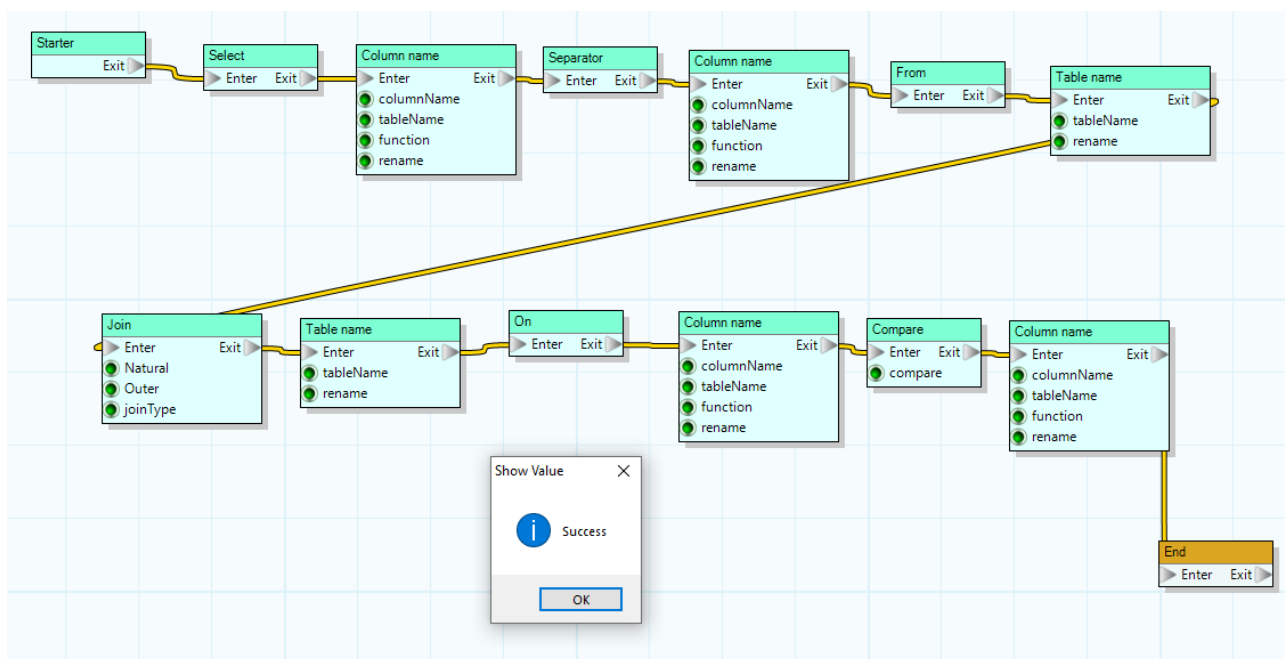 Starter
Exit
Select
Enter Exit
Column name
Enter Exit
columnName
tableName
function
rename
Separator
Enter Exit
Column name
Enter Exit
columnName
tableName
function
rename
From
Enter Exit
Table name
Enter Exit
tableName
rename
Join
Enter Exit
Natural
Outer
joinType
Table name
Enter Exit
tableName
rename
On
Enter Exit
Column name
Enter Exit
columnName
tableName
function
rename
Compare
Enter Exit
compare
Column name
Enter Exit
columnName
tableName
function
rename
Show Value
Success
OK
End
Enter Exit